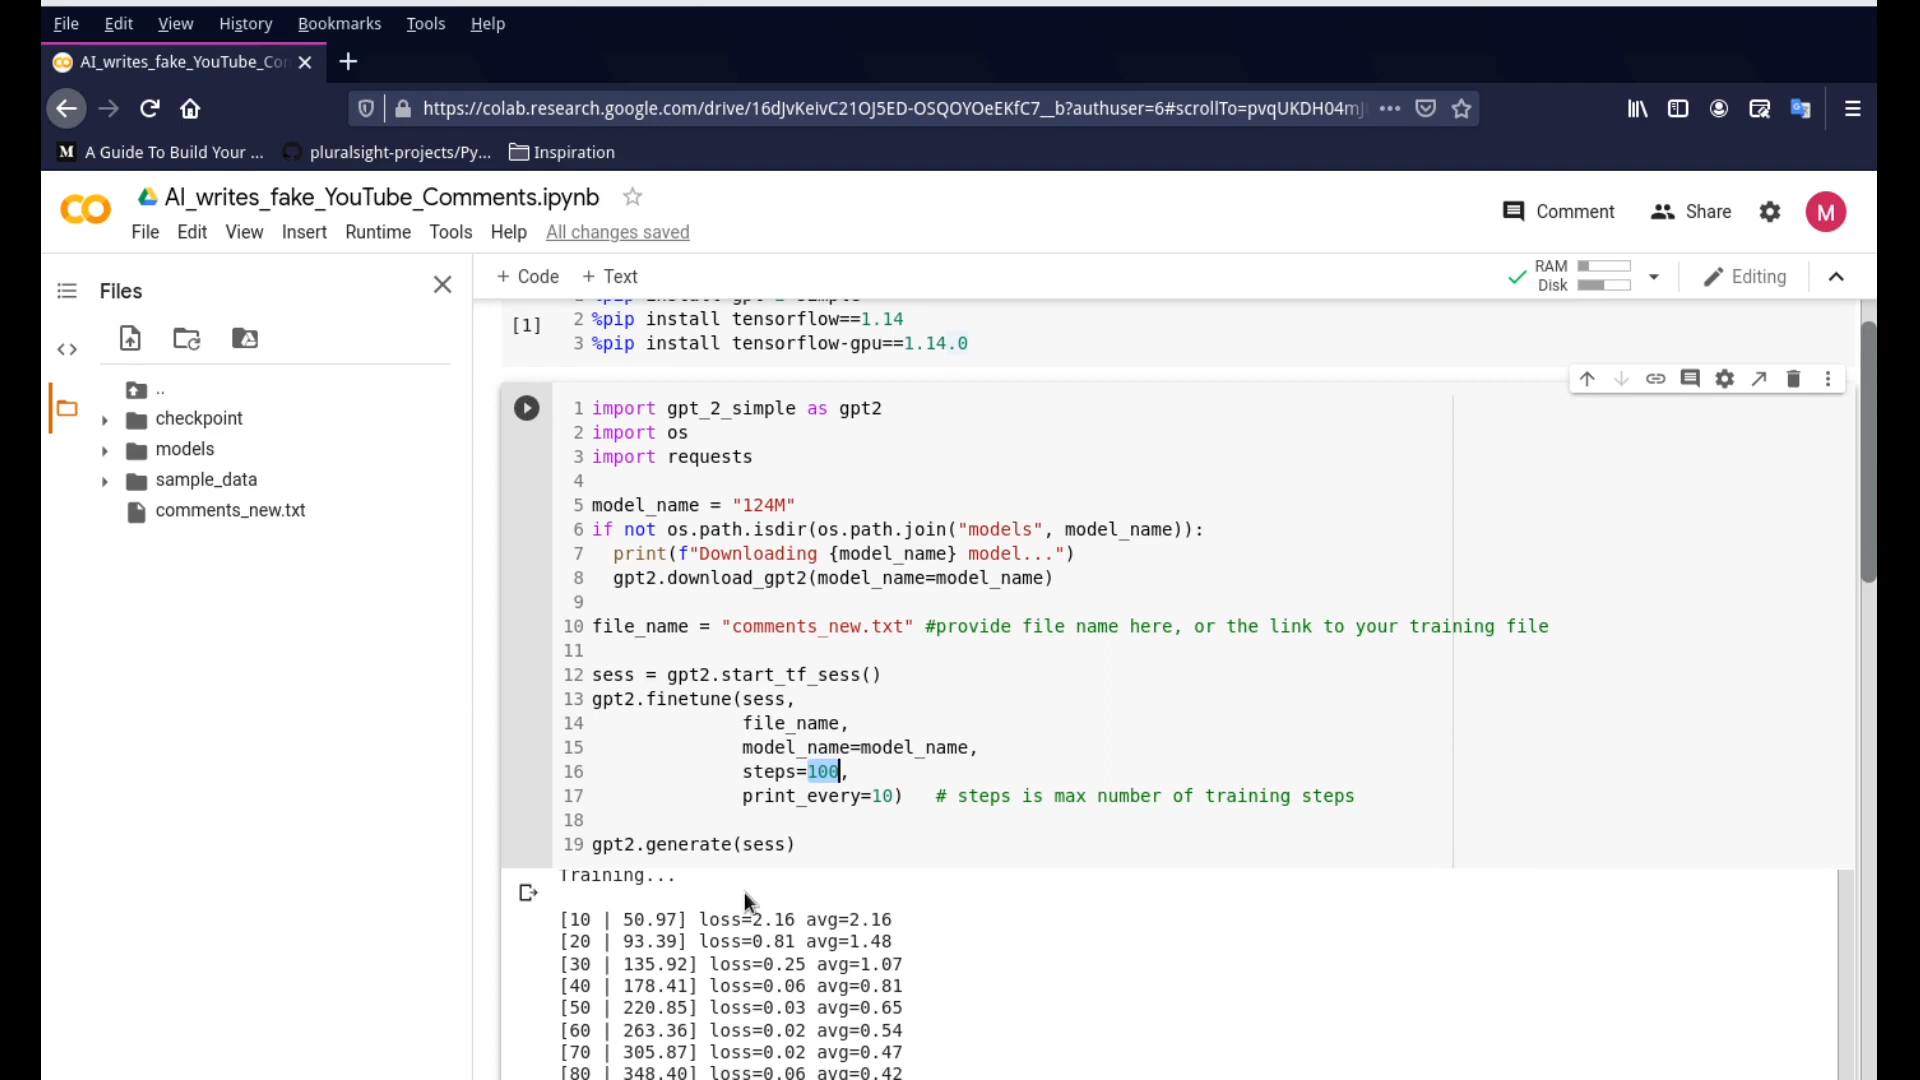 File Edit View History Bookmarks Tools Help
AI_writes_fake_YouTube_Co
https://colab.research.google.com/drive/16dJvKeivC21OJ5ED-OSQOYOeEKfC7__b?authuser=6#scrollTo=pvqUKDH04mJ
M A Guide To Build Your ... pluralsight-projects/Py... Inspiration
AI_writes_fake_YouTube_Comments.ipynb
Comment Share M
File Edit View Insert Runtime Tools Help All changes saved
Files
+ Code + Text
RAM
Disk
Editing
..
checkpoint
models
sample_data
comments_new.txt
[1]
2 %pip install tensorflow==1.14
3 %pip install tensorflow-gpu==1.14.0
1 import gpt_2_simple as gpt2
2 import os
3 import requests
4
5 model_name = "124M"
6 if not os.path.isdir(os.path.join("models", model_name)):
7 print(f"Downloading {model_name} model...")
8 gpt2.download_gpt2(model_name=model_name)
9
10 file_name = "comments_new.txt" #provide file name here, or the link to your training file
11
12 sess = gpt2.start_tf_sess()
13 gpt2.finetune(sess,
14 file_name,
15 model_name=model_name,
16 steps=100,
17 print_every=10) # steps is max number of training steps
18
19 gpt2.generate(sess)
Training...
[10 | 50.97] loss=2.16 avg=2.16
[20 | 93.39] loss=0.81 avg=1.48
[30 | 135.92] loss=0.25 avg=1.07
[40 | 178.41] loss=0.06 avg=0.81
[50 | 220.85] loss=0.03 avg=0.65
[60 | 263.36] loss=0.02 avg=0.54
[70 | 305.87] loss=0.02 avg=0.47
[80 | 348.40] loss=0.06 avg=0.42